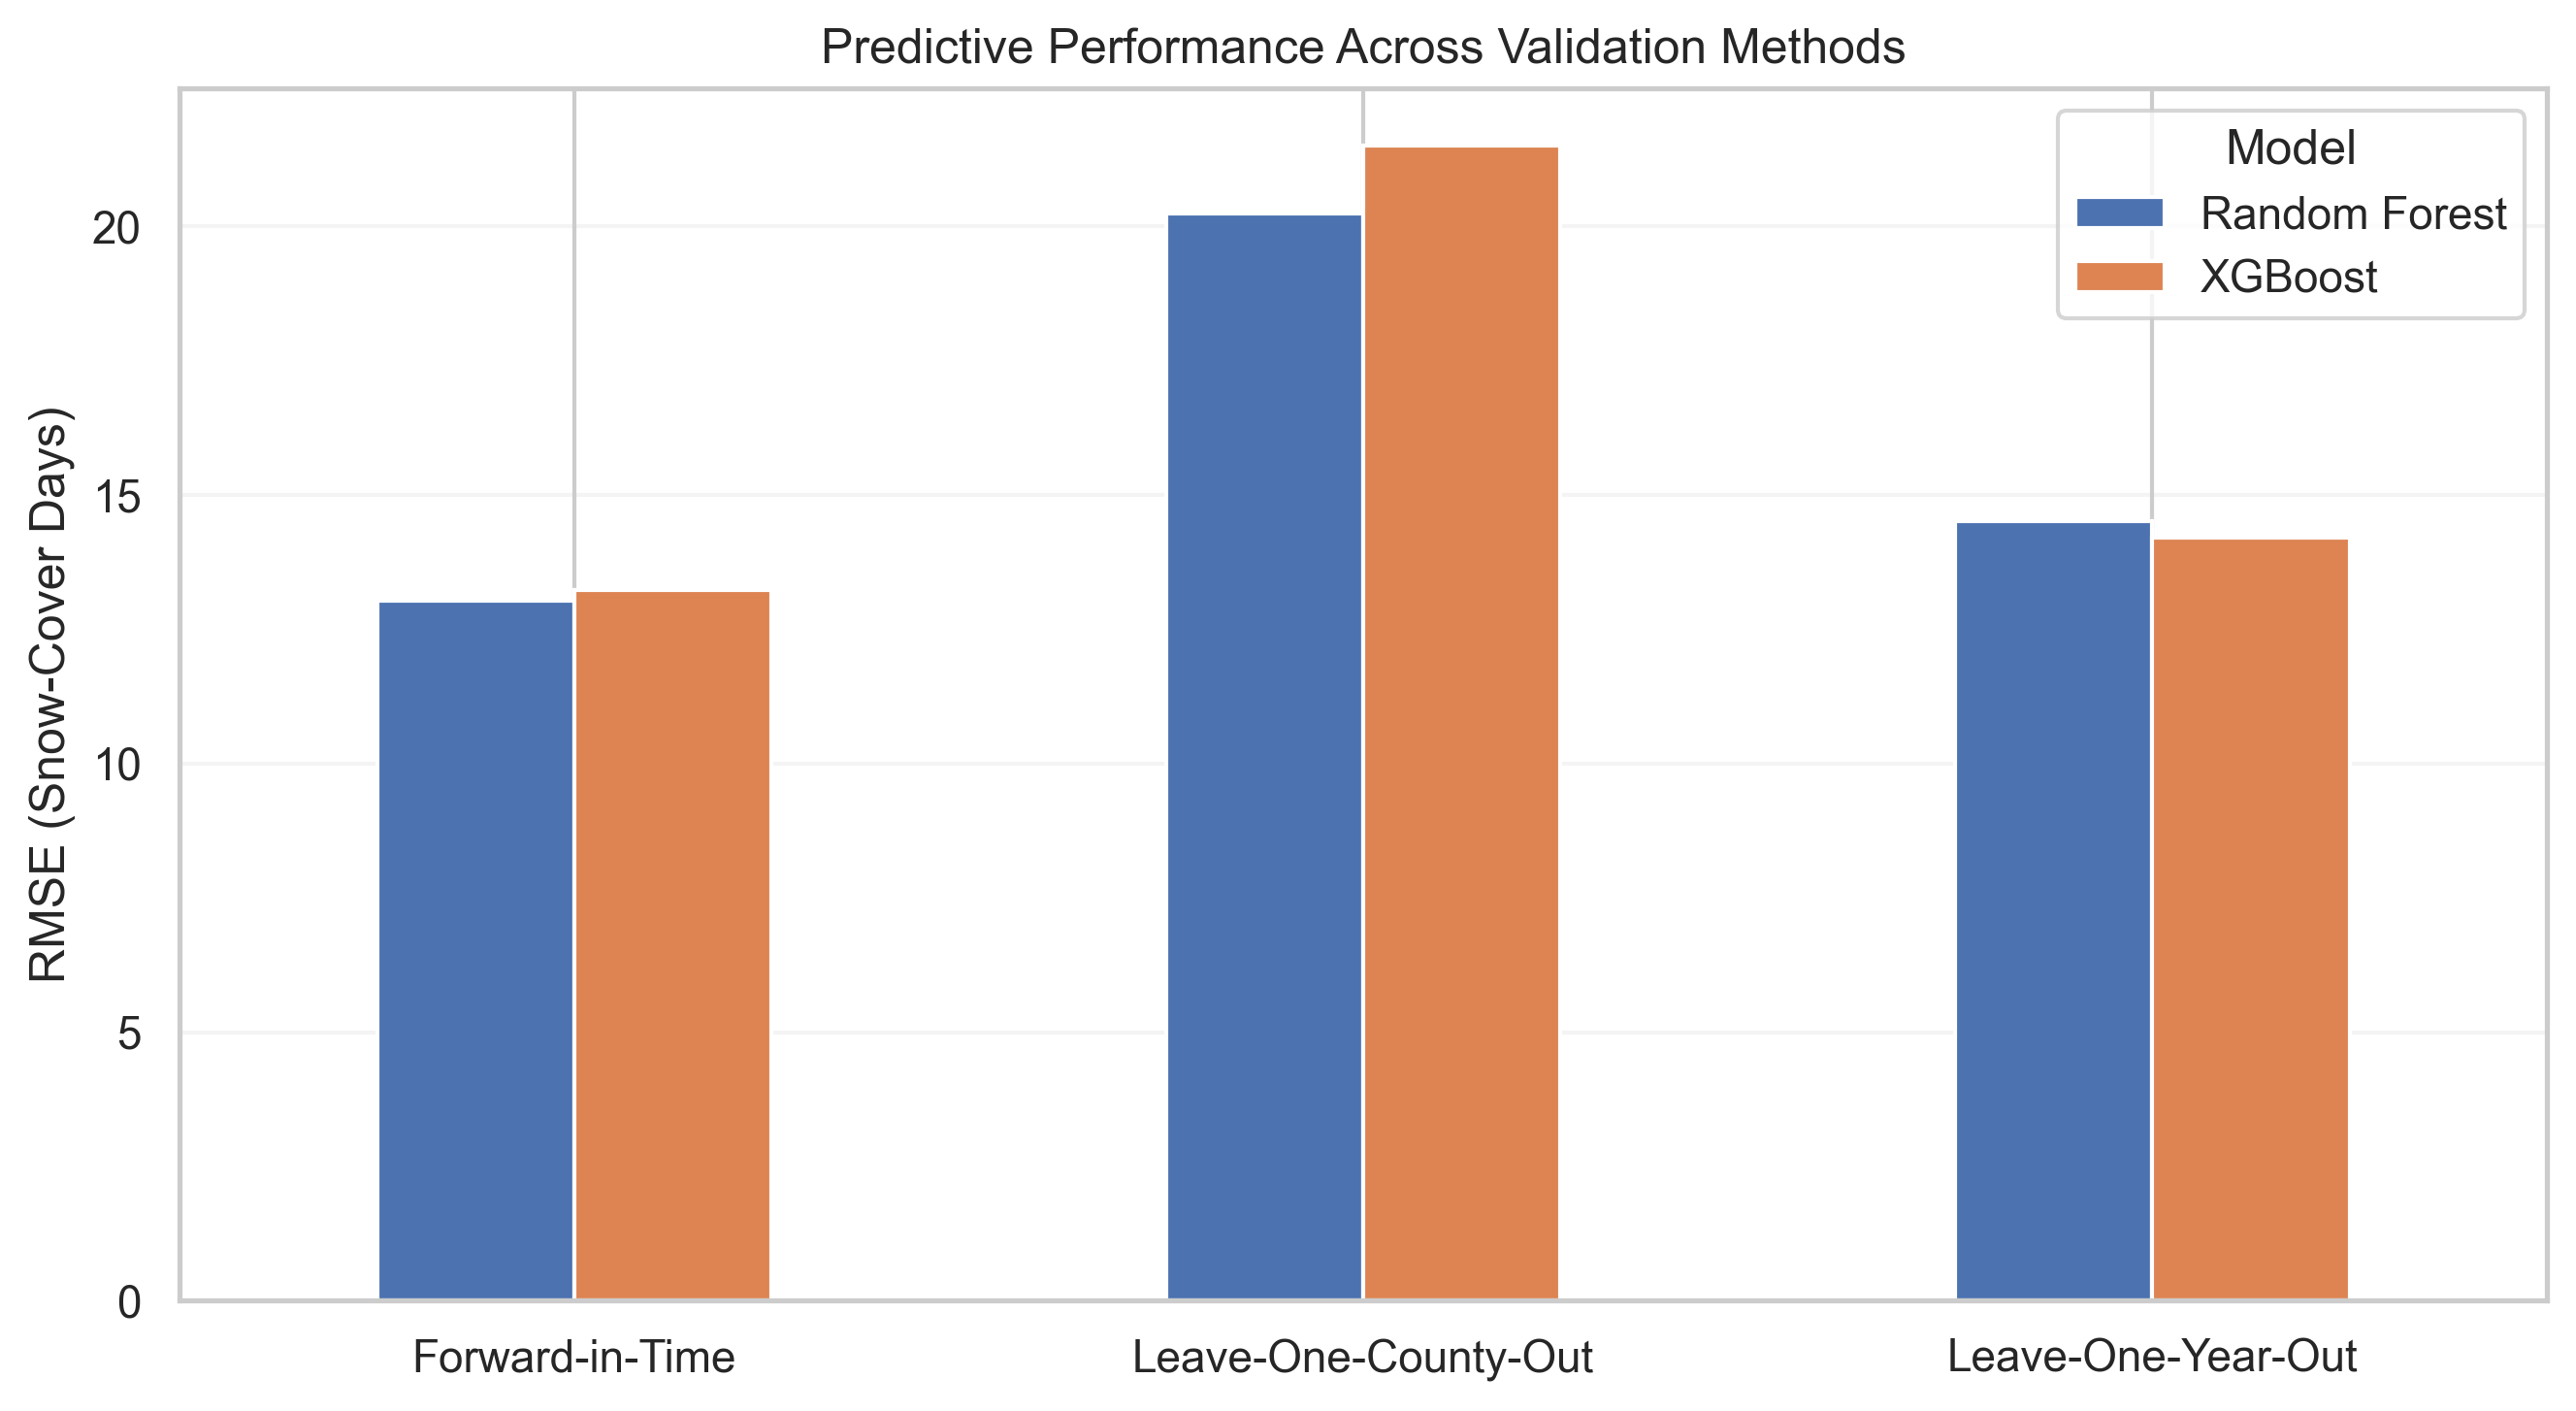 Predictive Performance Across Validation Methods
Model
Random Forest
XGBoost
RMSE (Snow-Cover Days)
20
15
10
5
0
Forward-in-Time
Leave-One-County-Out
Leave-One-Year-Out